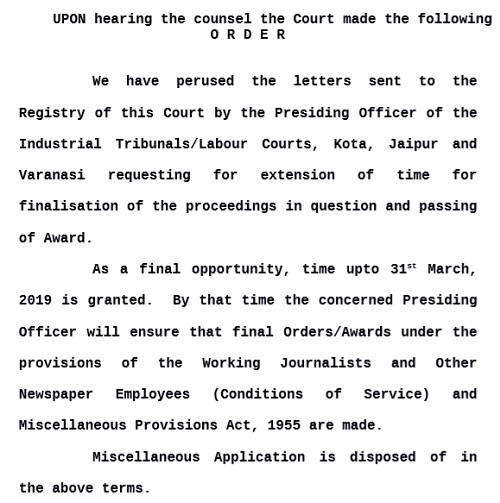 UPON hearing the counsel the Court made the following
O R D E R
We have perused the letters sent to the
Registry of this Court by the Presiding Officer of the
Industrial Tribunals/Labour Courts, Kota, Jaipur and
Varanasi requesting for extension of time for
finalisation of the proceedings in question and passing
of Award.
As a final opportunity, time upto 31st March,
2019 is granted. By that time the concerned Presiding
Officer will ensure that final Orders/Awards under the
provisions of the Working Journalists and Other
Newspaper Employees (Conditions of Service) and
Miscellaneous Provisions Act, 1955 are made.
Miscellaneous Application is disposed of in
the above terms.